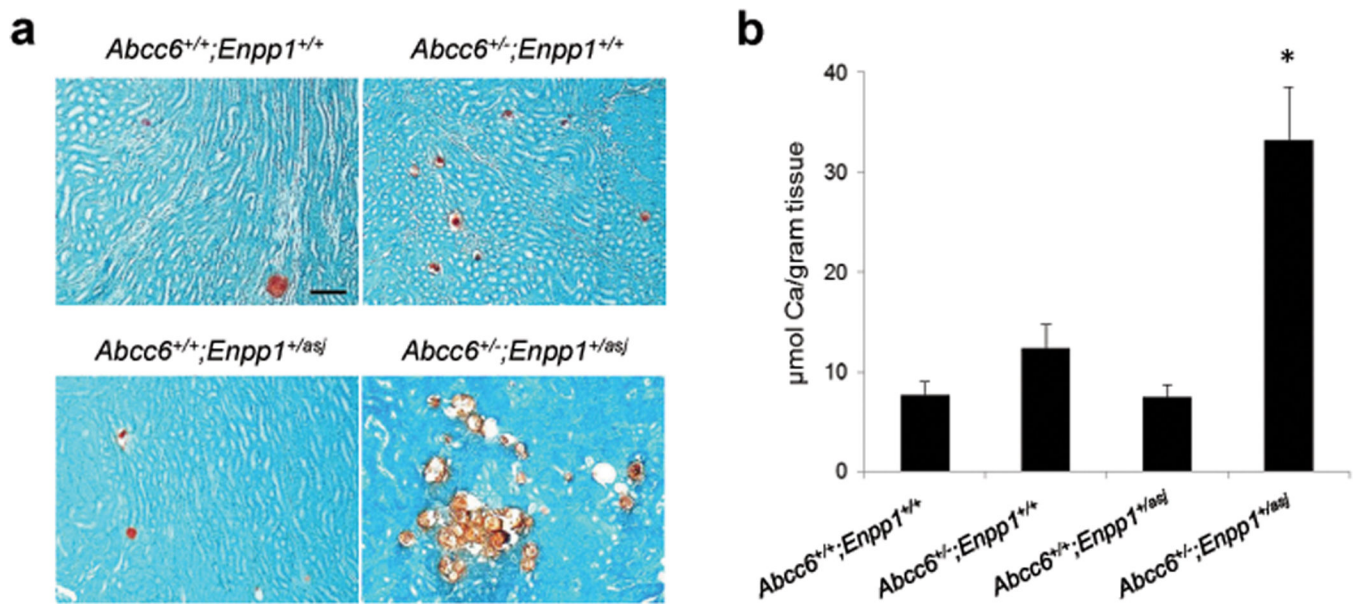 a
Abcc6+/+;Enpp1+/+
Abcc6+/-;Enpp1+/+
Abcc6+/+;Enpp1+/asj
Abcc6+/-;Enpp1+/asj
b
*
µmol Ca/gram tissue
40
30
20
10
0
Abcc6+/+;Enpp1+/+
Abcc6+/-;Enpp1+/+
Abcc6+/+;Enpp1+/asj
Abcc6+/-;Enpp1+/asj